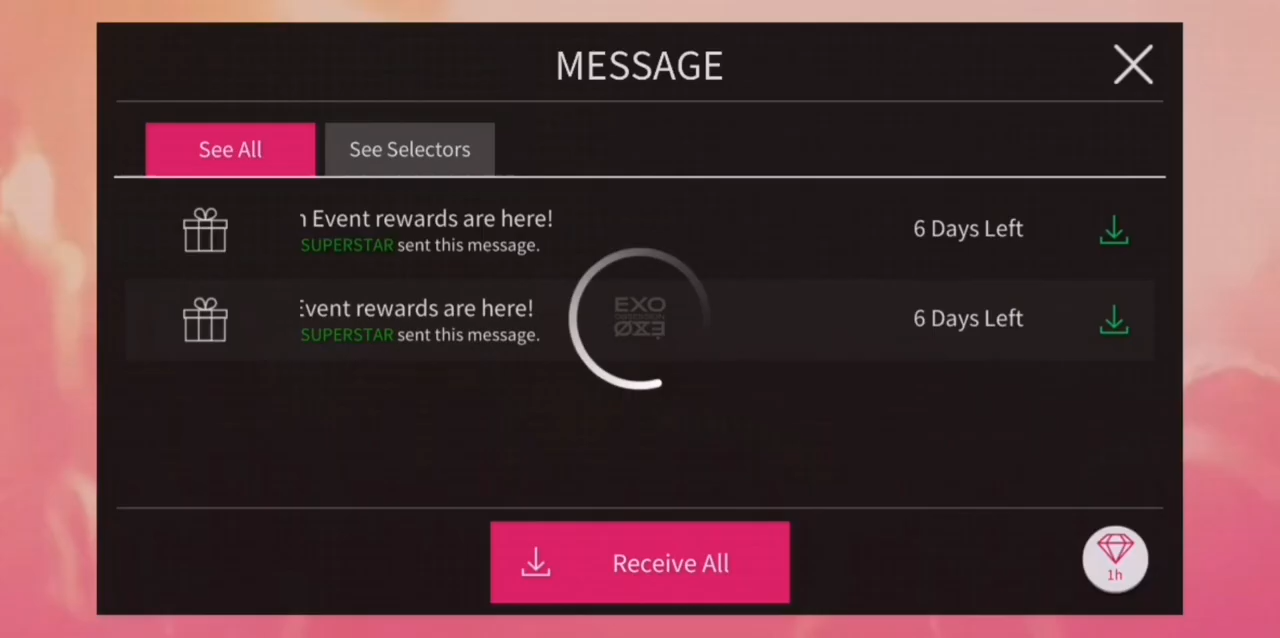 MESSAGE
See All
See Selectors
Event rewards are here!
SUPERSTAR sent this message.
6 Days Left
Event rewards are here!
SUPERSTAR sent this message.
6 Days Left
EXO
Receive All
1h